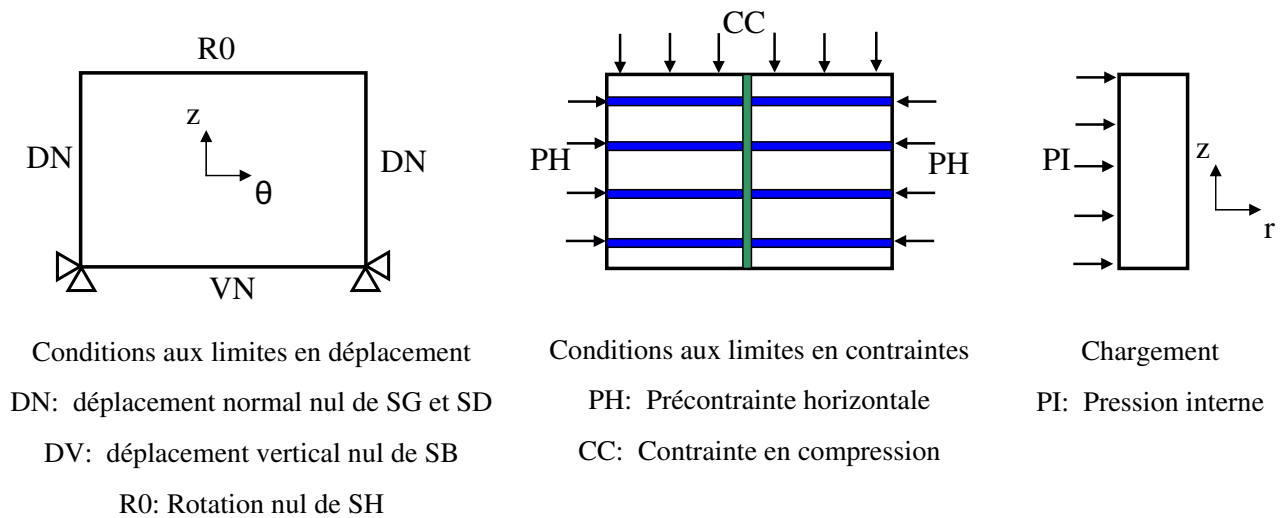 R0
DN
z
θ
DN
VN
CC
PH
PH
PI
z
r
Conditions aux limites en déplacement
DN: déplacement normal nul de SG et SD
DV: déplacement vertical nul de SB
R0: Rotation nul de SH
Conditions aux limites en contraintes
PH: Précontrainte horizontale
CC: Contrainte en compression
Chargement
PI: Pression interne